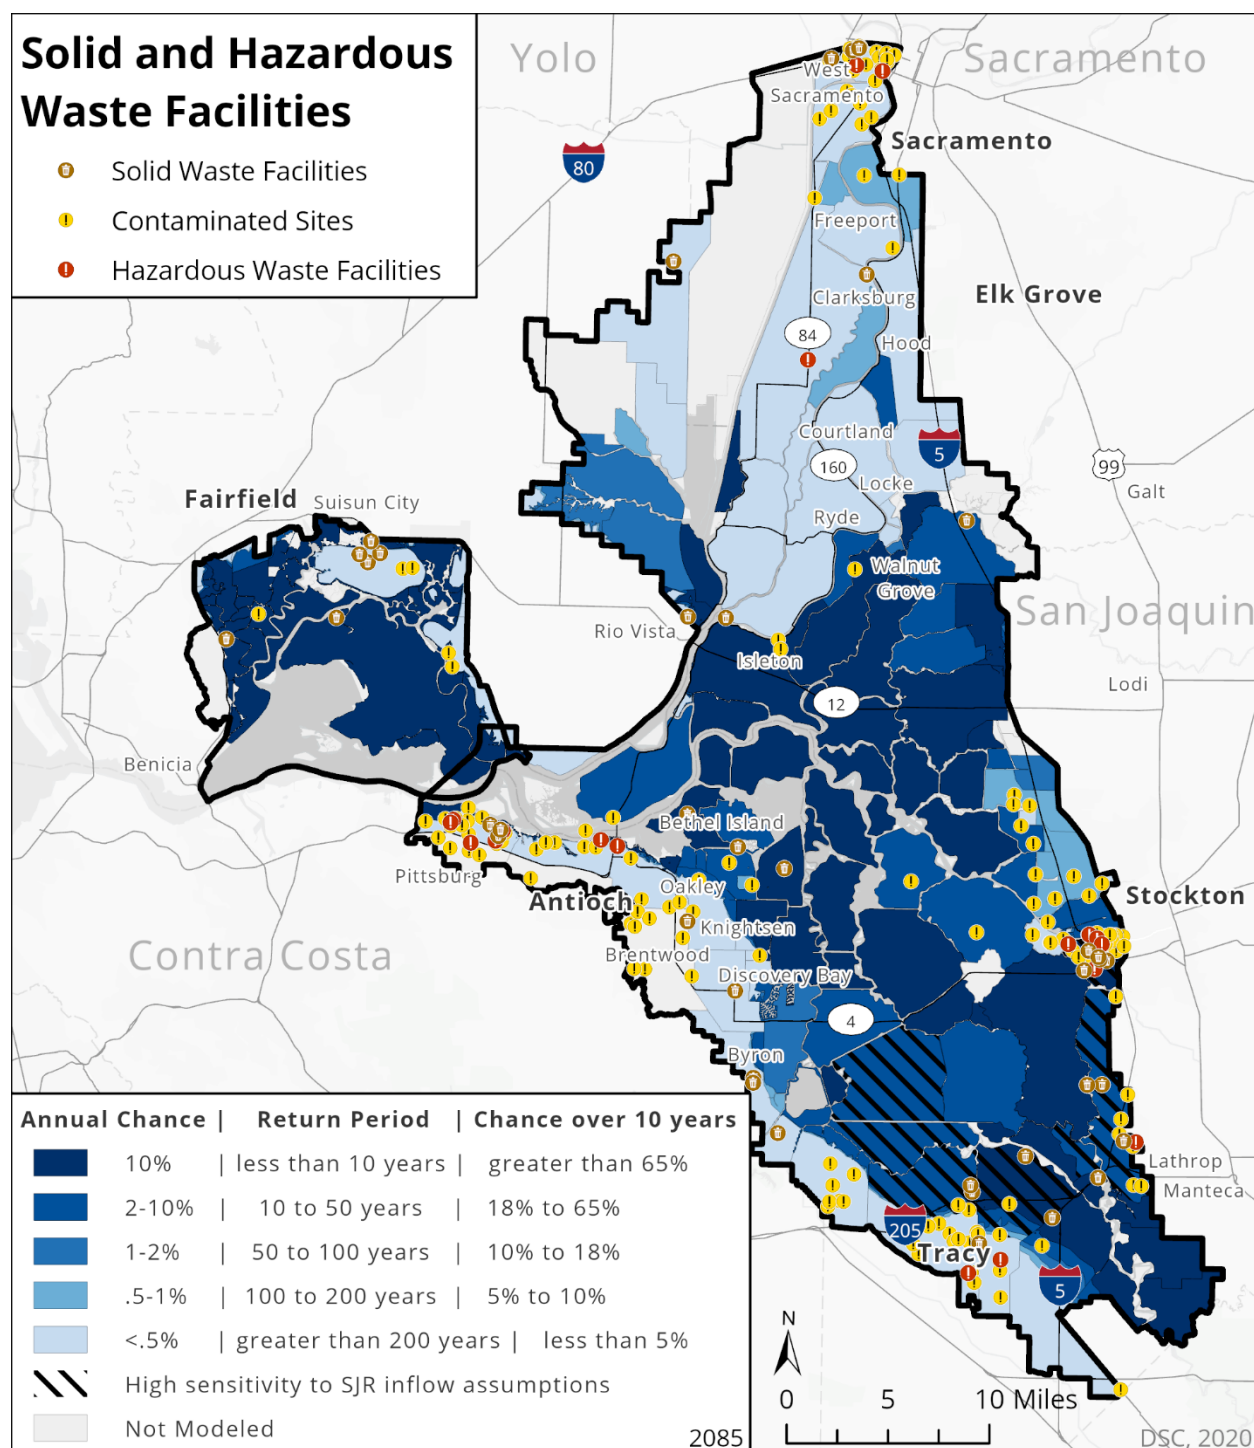 Solid and Hazardous
Waste Facilities
Solid Waste Facilities
Contaminated Sites
Hazardous Waste Facilities
Yolo
Sacramento
80
West
Sacramento
Sacramento
Freeport
Elk Grove
Clarksburg
84
Hood
Courtland
5
160
99
Locke
Galt
Fairfield
Suisun City
Ryde
Walnut
Grove
San Joaquin
Rio Vista
Isleton
Lodi
12
Benicia
Bethel Island
Pittsburg
Oakley
Antioch
Stockton
Knightsen
Contra Costa
Brentwood
Discovery Bay
4
Byron
Lathrop
Manteca
205
Tracy
5
Annual Chance | Return Period | Chance over 10 years
10% | less than 10 years | greater than 65%
2-10% | 10 to 50 years | 18% to 65%
1-2% | 50 to 100 years | 10% to 18%
.5-1% | 100 to 200 years | 5% to 10%
<.5% | greater than 200 years | less than 5%
High sensitivity to SJR inflow assumptions
Not Modeled
2085
N
0 5 10 Miles
DSC, 2020